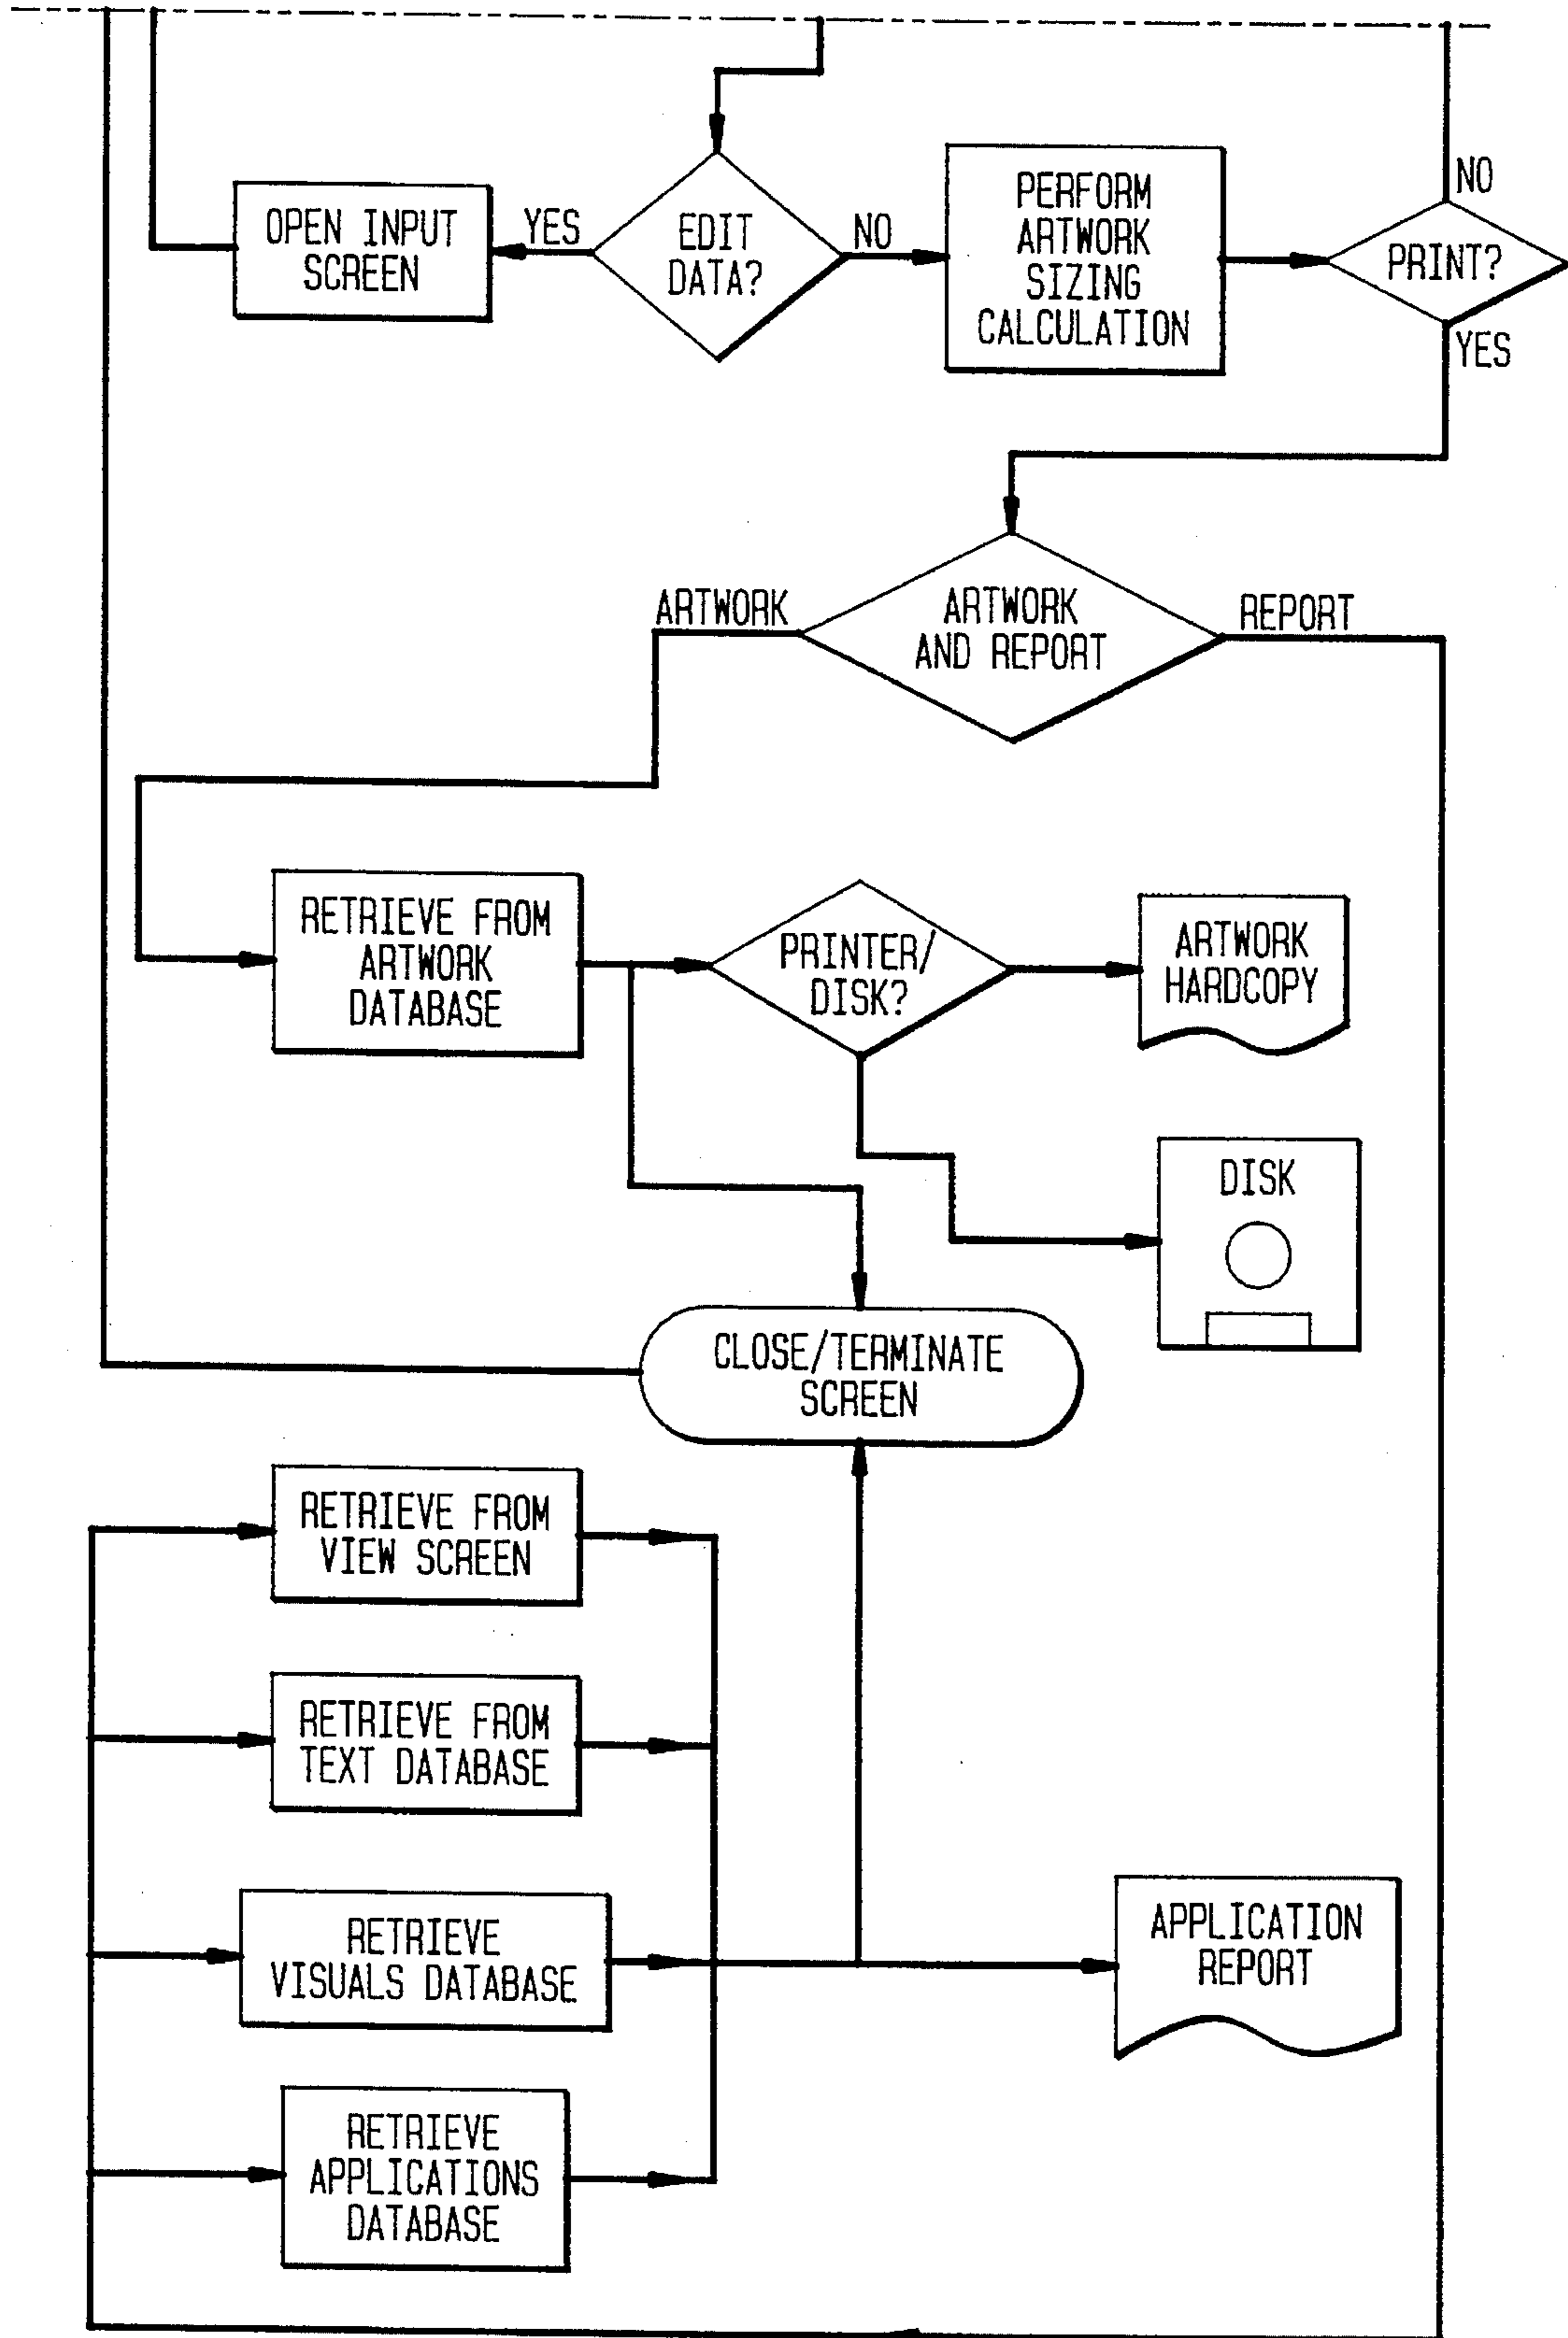 NO
OPEN INPUT
SCREEN
YES
EDIT
DATA?
NO
PERFORM
ARTWORK
SIZING
CALCULATION
PRINT?
YES
ARTWORK
ARTWORK
AND REPORT
REPORT
RETRIEVE FROM
ARTWORK
DATABASE
PRINTER/
DISK?
ARTWORK
HARDCOPY
DISK
CLOSE/TERMINATE
SCREEN
RETRIEVE FROM
VIEW SCREEN
RETRIEVE FROM
TEXT DATABASE
RETRIEVE
VISUALS DATABASE
APPLICATION
REPORT
RETRIEVE
APPLICATIONS
DATABASE